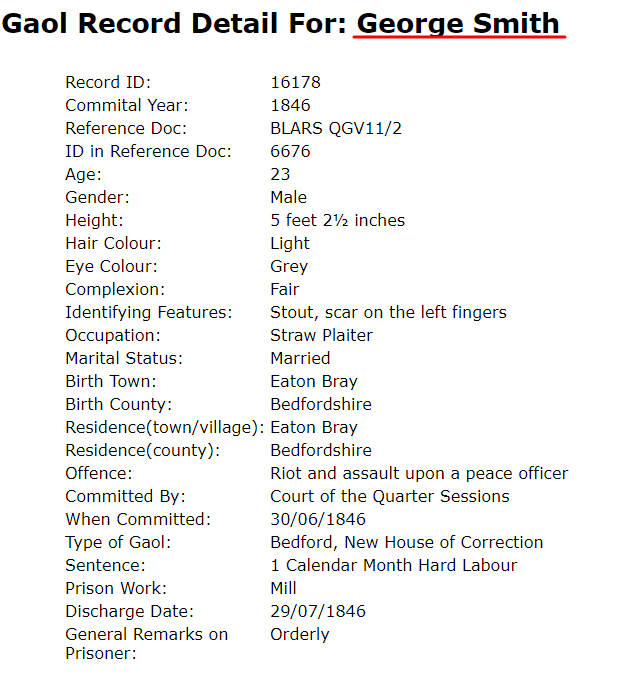 Gaol Record Detail For: George Smith
Record ID: 16178
Commital Year: 1846
Reference Doc: BLARS QGV11/2
ID in Reference Doc: 6676
Age: 23
Gender: Male
Height: 5 feet 2½ inches
Hair Colour: Light
Eye Colour: Grey
Complexion: Fair
Identifying Features: Stout, scar on the left fingers
Occupation: Straw Plaiter
Marital Status: Married
Birth Town: Eaton Bray
Birth County: Bedfordshire
Residence(town/village): Eaton Bray
Residence(county): Bedfordshire
Offence: Riot and assault upon a peace officer
Committed By: Court of the Quarter Sessions
When Committed: 30/06/1846
Type of Gaol: Bedford, New House of Correction
Sentence: 1 Calendar Month Hard Labour
Prison Work: Mill
Discharge Date: 29/07/1846
General Remarks on Orderly
Prisoner: